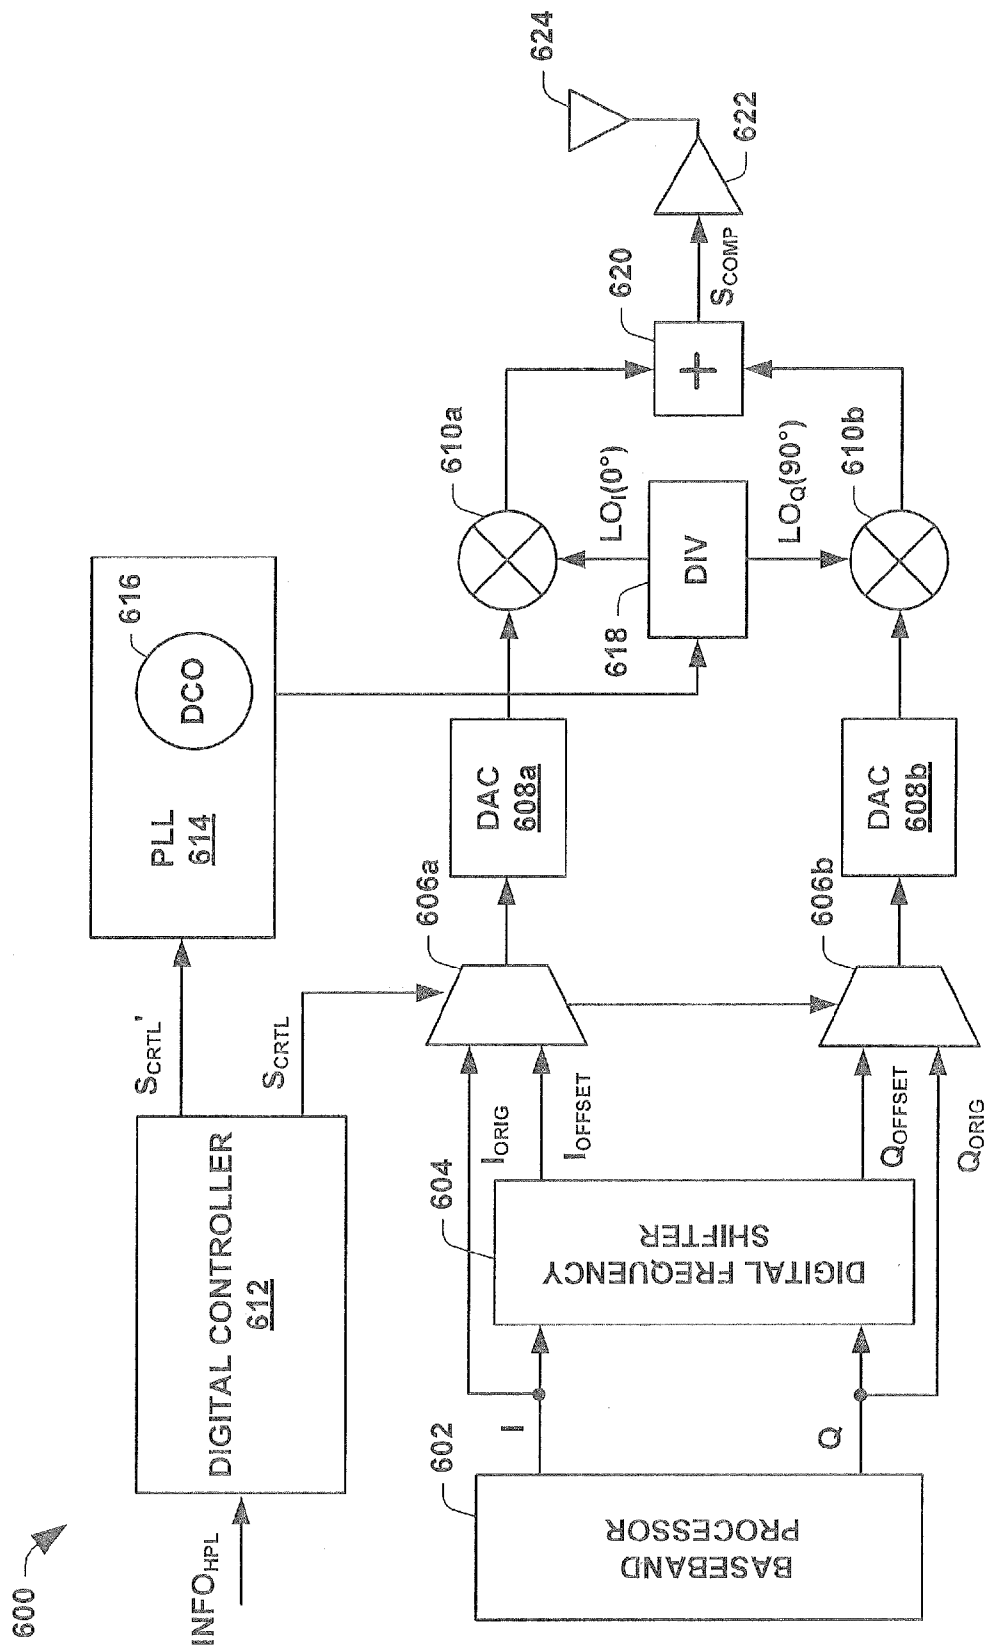 600
INFOHPL
DIGITAL CONTROLLER
612
SCRTL'
SCRTL
PLL
614
DCO
616
602
BASEBAND
PROCESSOR
I
Q
604
DIGITAL FREQUENCY
SHIFTER
IORIG
IOFFSET
QOFFSET
QORIG
606a
606b
DAC
608a
DAC
608b
610a
610b
LOI(0°)
LOQ(90°)
618
DIV
620
+
SCOMP
622
624